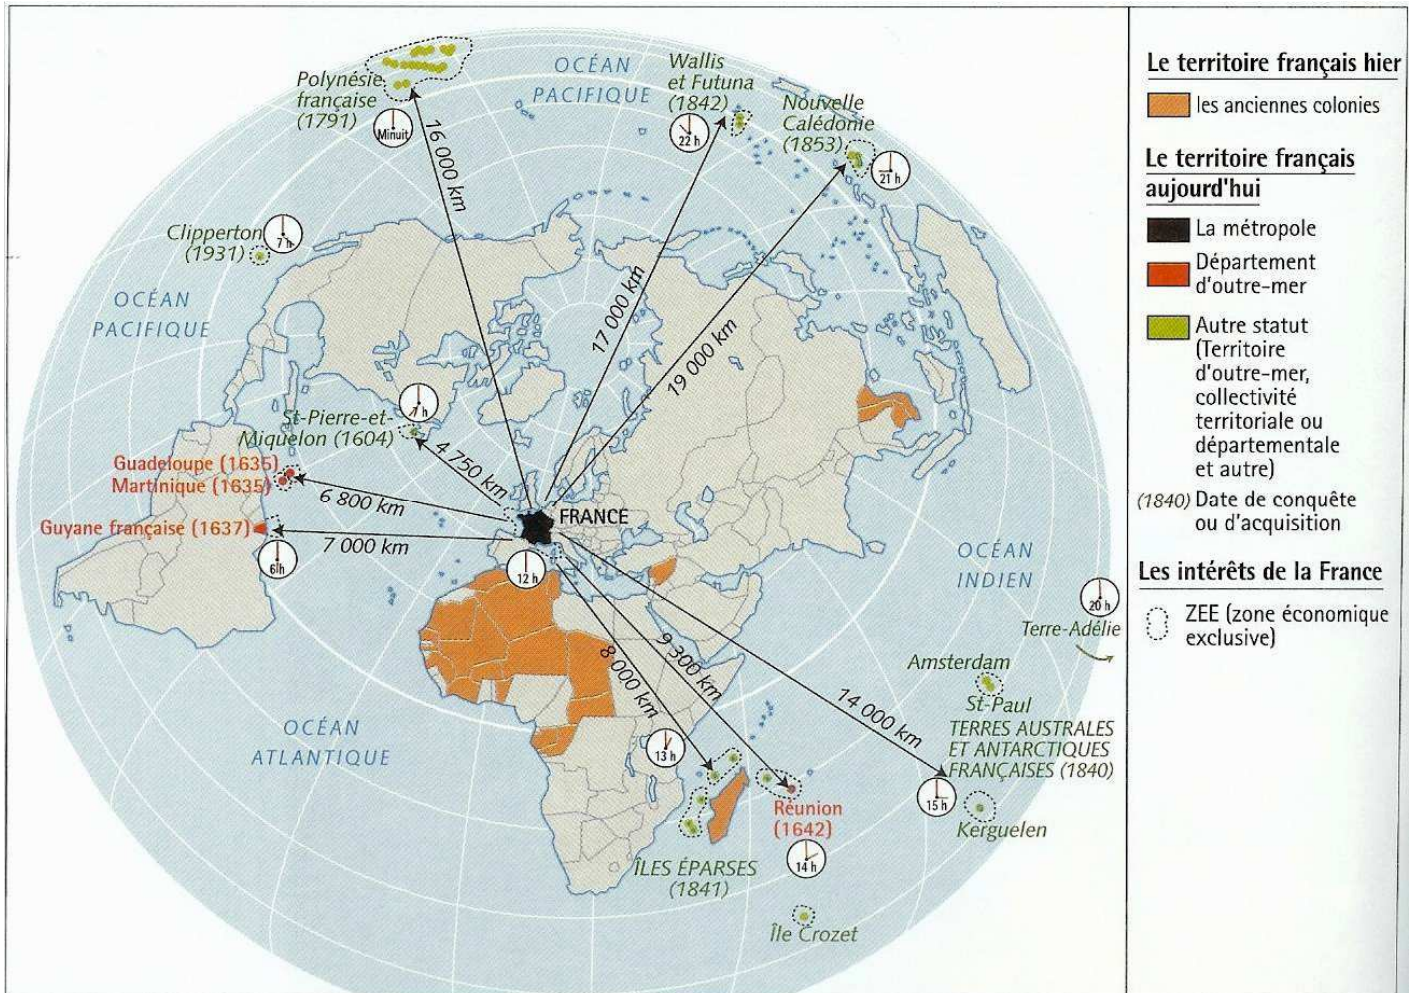 OCÉAN
PACIFIQUE
Wallis
et Futuna
(1842)
22 h
Nouvelle
Calédonie
(1853)
21 h
Polynésie
française
(1791)
Minuit
16 000 km
Clipperton
(1931)
7 h
OCÉAN
PACIFIQUE
17 000 km
19 000 km
7 h
St-Pierre-et-
Miquelon (1604)
4 750 km
Guadeloupe (1635)
Martinique (1635)
6 800 km
Guyane française (1637)
7 000 km
6 h
FRANCE
12 h
OCÉAN
INDIEN
20 h
Terre-Adélie
9 300 km
8 000 km
14 000 km
Amsterdam
St-Paul
TERRES AUSTRALES
ET ANTARCTIQUES
FRANÇAISES (1840)
OCÉAN
ATLANTIQUE
13 h
15 h
Kerguelen
Réunion
(1642)
14 h
ÎLES ÉPARSES
(1841)
Île Crozet
Le territoire français hier
les anciennes colonies
Le territoire français
aujourd'hui
La métropole
Département
d'outre-mer
Autre statut
(Territoire
d'outre-mer,
collectivité
territoriale ou
départementale
et autre)
(1840) Date de conquête
ou d'acquisition
Les intérêts de la France
ZEE (zone économique
exclusive)